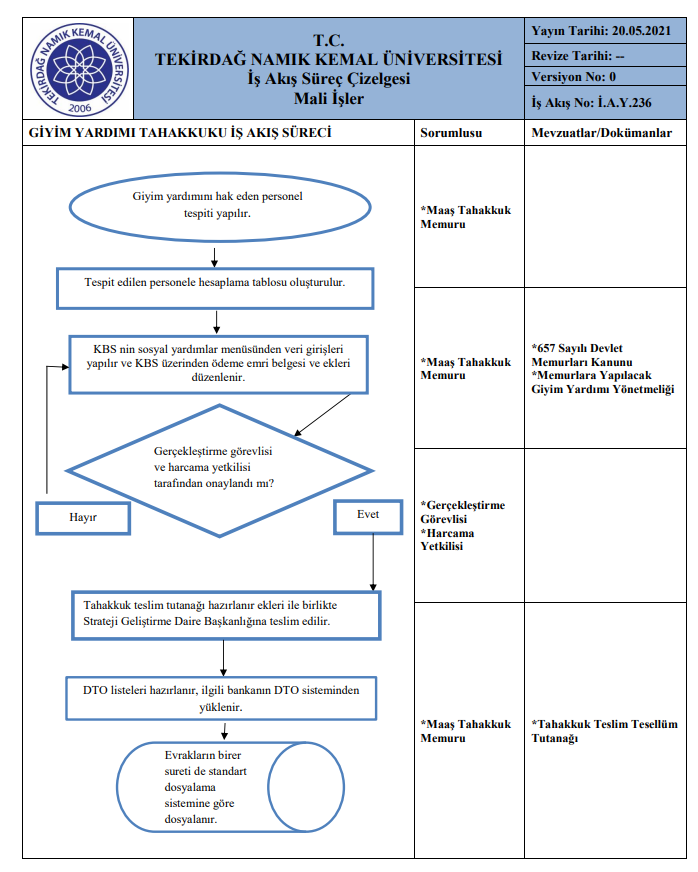 TEKİRDAĞ NAMIK KEMAL ÜNİVERSİTESİ
2006
T.C.
TEKİRDAĞ NAMIK KEMAL ÜNİVERSİTESİ
İş Akış Süreç Çizelgesi
Mali İşler
Yayın Tarihi: 20.05.2021
Revize Tarihi: --
Versiyon No: 0
İş Akış No: İ.A.Y.236
GİYİM YARDIMI TAHAKKUKU İŞ AKIŞ SÜRECİ
Sorumlusu
Mevzuatlar/Dokümanlar
Giyim yardımını hak eden personel
tespiti yapılır.
*Maaş Tahakkuk
Memuru
Tespit edilen personele hesaplama tablosu oluşturulur.
KBS nin sosyal yardımlar menüsünden veri girişleri
yapılır ve KBS üzerinden ödeme emri belgesi ve ekleri
düzenlenir.
*Maaş Tahakkuk
Memuru
*657 Sayılı Devlet
Memurları Kanunu
*Memurlara Yapılacak
Giyim Yardımı Yönetmeliği
Gerçekleştirme görevlisi
ve harcama yetkilisi
tarafından onaylandı mı?
Hayır
Evet
*Gerçekleştirme
Görevlisi
*Harcama
Yetkilisi
Tahakkuk teslim tutanağı hazırlanır ekleri ile birlikte
Strateji Geliştirme Daire Başkanlığına teslim edilir.
DTO listeleri hazırlanır, ilgili bankanın DTO sisteminden
yüklenir.
Evrakların birer
sureti de standart
dosyalama
sistemine göre
dosyalanır.
*Maaş Tahakkuk
Memuru
*Tahakkuk Teslim Tesellüm
Tutanağı